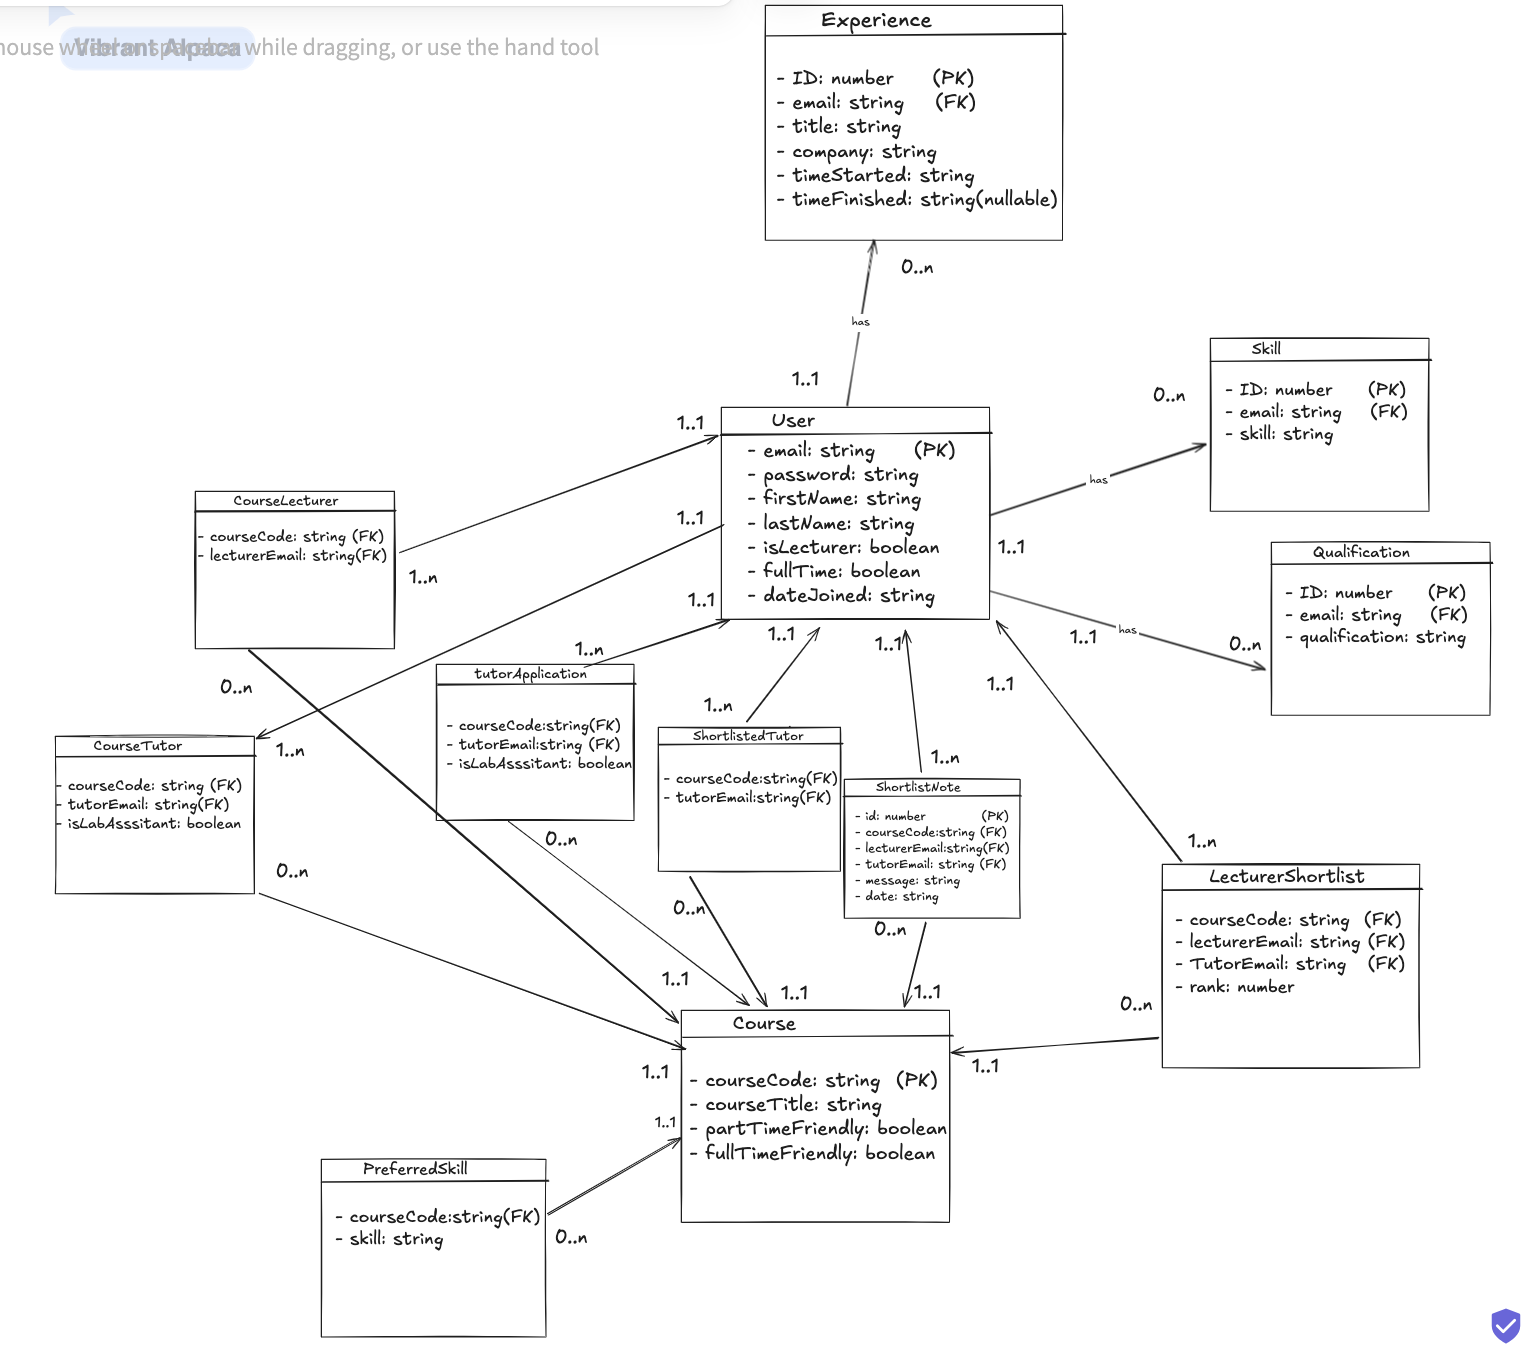 Experience
- ID: number (PK)
- email: string (FK)
- title: string
- company: string
- timeStarted: string
- timeFinished: string(nullable)
while dragging, or use the hand tool
Vibrant Alpaca
0..n
has
1..1
Skill
- ID: number (PK)
- email: string (FK)
- skill: string
0..n
has
1..1
User
- email: string (PK)
- password: string
- firstName: string
- lastName: string
- isLecturer: boolean
- fullTime: boolean
- dateJoined: string
1..1
1..1
1..1
CourseLecturer
- courseCode: string (FK)
- lecturerEmail: string(FK)
1..n
0..n
Qualification
- ID: number (PK)
- email: string (FK)
- qualification: string
1..1
has
0..n
1..1
1..1
1..1
1..n
tutorApplication
- courseCode:string(FK)
- tutorEmail:string (FK)
- isLabAsssitant: boolean
0..n
CourseTutor
- courseCode: string (FK)
- tutorEmail: string(FK)
- isLabAsssitant: boolean
1..n
0..n
1..n
ShortlistedTutor
- courseCode:string(FK)
- tutorEmail:string(FK)
0..n
1..n
ShortlistNote
- id: number (PK)
- courseCode:string (FK)
- lecturerEmail:string(FK)
- tutorEmail: string (FK)
- message: string
- date: string
0..n
1..n
LecturerShortlist
- courseCode: string (FK)
- lecturerEmail: string (FK)
- TutorEmail: string (FK)
- rank: number
0..n
1..1
1..1
1..1
1..1
1..1
1..1
Course
- courseCode: string (PK)
- courseTitle: string
- partTimeFriendly: boolean
- fullTimeFriendly: boolean
PreferredSkill
- courseCode:string(FK)
- skill: string
0..n